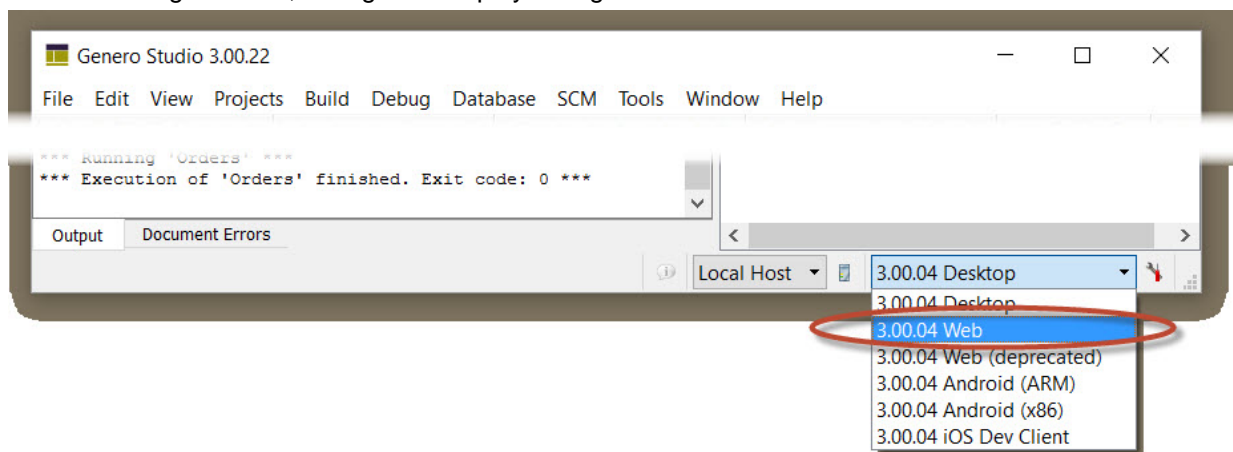 Genero Studio 3.00.22
File Edit View Projects Build Debug Database SCM Tools Window Help
*** Running 'Orders' ***
*** Execution of 'Orders' finished. Exit code: 0 ***
Output Document Errors
Local Host 3.00.04 Desktop
3.00.04 Desktop
3.00.04 Web
3.00.04 Web (deprecated)
3.00.04 Android (ARM)
3.00.04 Android (x86)
3.00.04 iOS Dev Client